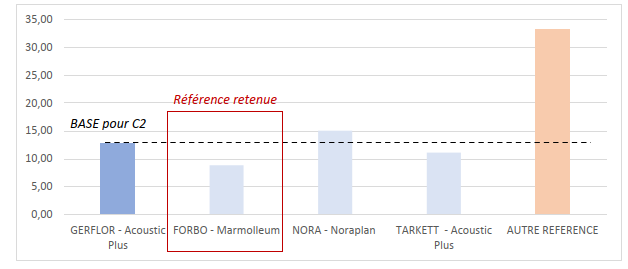 35,00
30,00
25,00
20,00
15,00
10,00
5,00
0,00
Référence retenue
BASE pour C2
GERFLOR - Acoustic
Plus
FORBO - Marmolleum
NORA - Noraplan
TARKETT - Acoustic
Plus
AUTRE REFERENCE